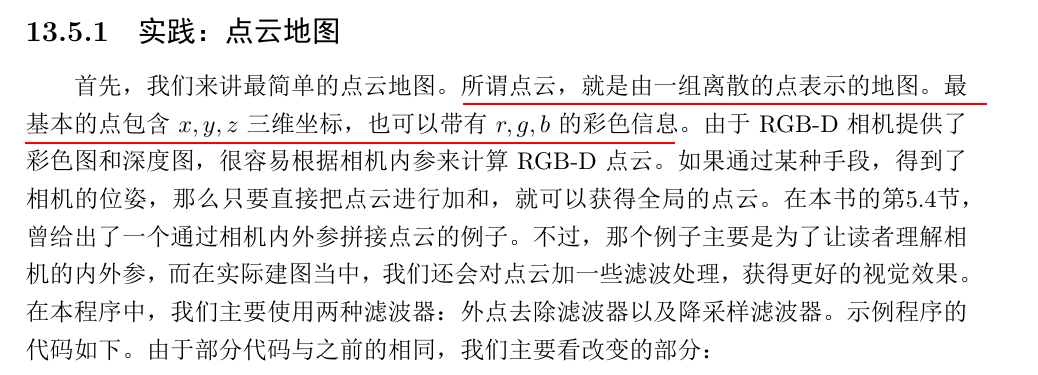 13.5.1 实践：点云地图
首先，我们来讲最简单的点云地图。所谓点云，就是由一组离散的点表示的地图。最
基本的点包含 x, y, z 三维坐标，也可以带有 r, g, b 的彩色信息。由于 RGB-D 相机提供了
彩色图和深度图，很容易根据相机内参来计算 RGB-D 点云。如果通过某种手段，得到了
相机的位姿，那么只要直接把点云进行加和，就可以获得全局的点云。在本书的第5.4节，
曾给出了一个通过相机内外参拼接点云的例子。不过，那个例子主要是为了让读者理解相
机的内外参，而在实际建图当中，我们还会对点云加一些滤波处理，获得更好的视觉效果。
在本程序中，我们主要使用两种滤波器：外点去除滤波器以及降采样滤波器。示例程序的
代码如下。由于部分代码与之前的相同，我们主要看改变的部分：